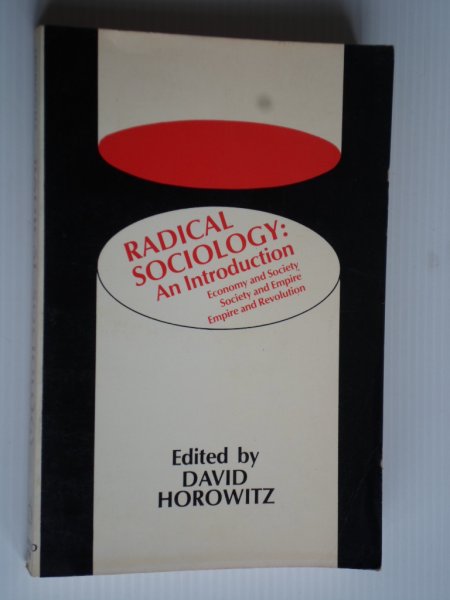 RADICAL
SOCIOLOGY:
An Introduction
Economy and Society
Society and Empire
Empire and Revolution
Edited by
DAVID
HOROWITZ